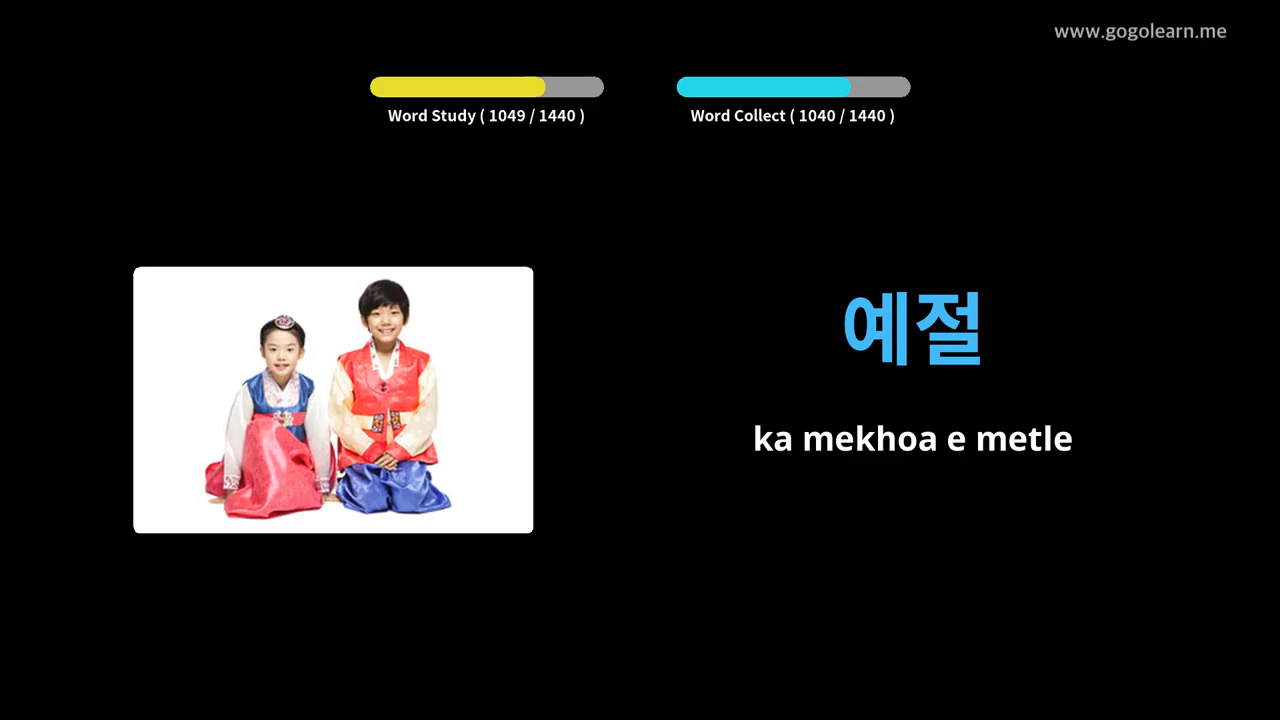 www.gogolearn.me
Word Study ( 1049 / 1440 )
Word Collect ( 1040 / 1440 )
예절
ka mekhoa e metle